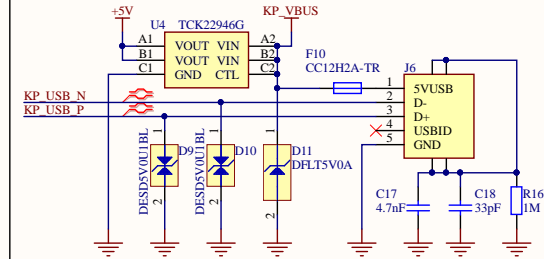 +5V
U4 TCK22946G KP_VBUS
A1 VOUT VIN A2
B1 VOUT VIN B2
C1 GND CTL C2
F10
CC12H2A-TR
J6
KP_USB_N
KP_USB_P
1 5VUSB
2 D-
3 D+
4 USBID
5 GND
1 D9 2 DESD5V0U1BL
1 D10 2 DESD5V0U1BL
1 D11 2
DFLT5V0A
C17
4.7nF
C18
33pF
R16
1M